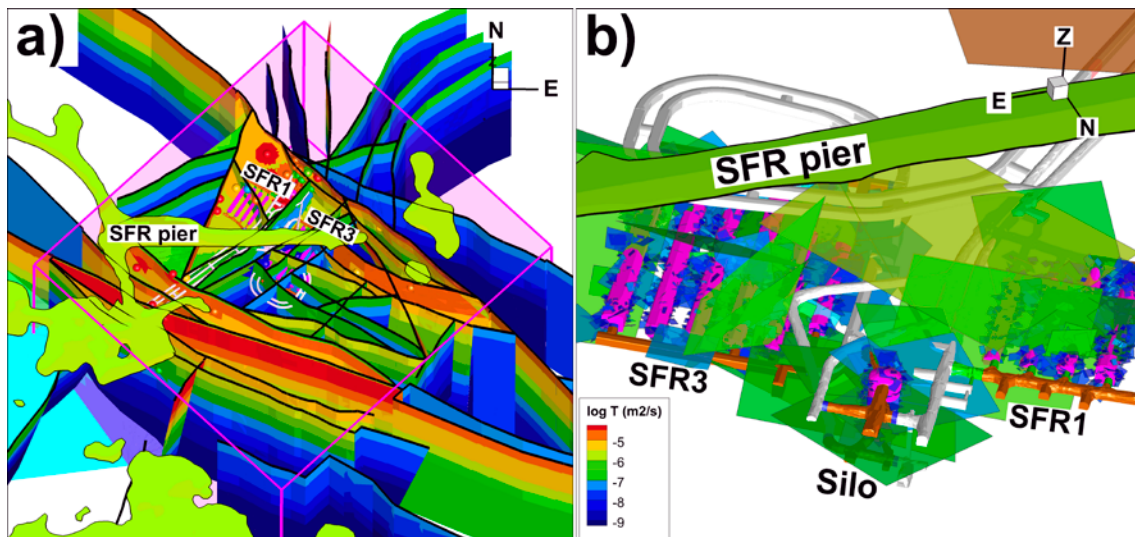 a)
N
E
SFR1
SFR3
SFR pier
b)
Z
E
N
SFR pier
SFR3
SFR1
Silo
log T (m2/s)
-5
-6
-7
-8
-9